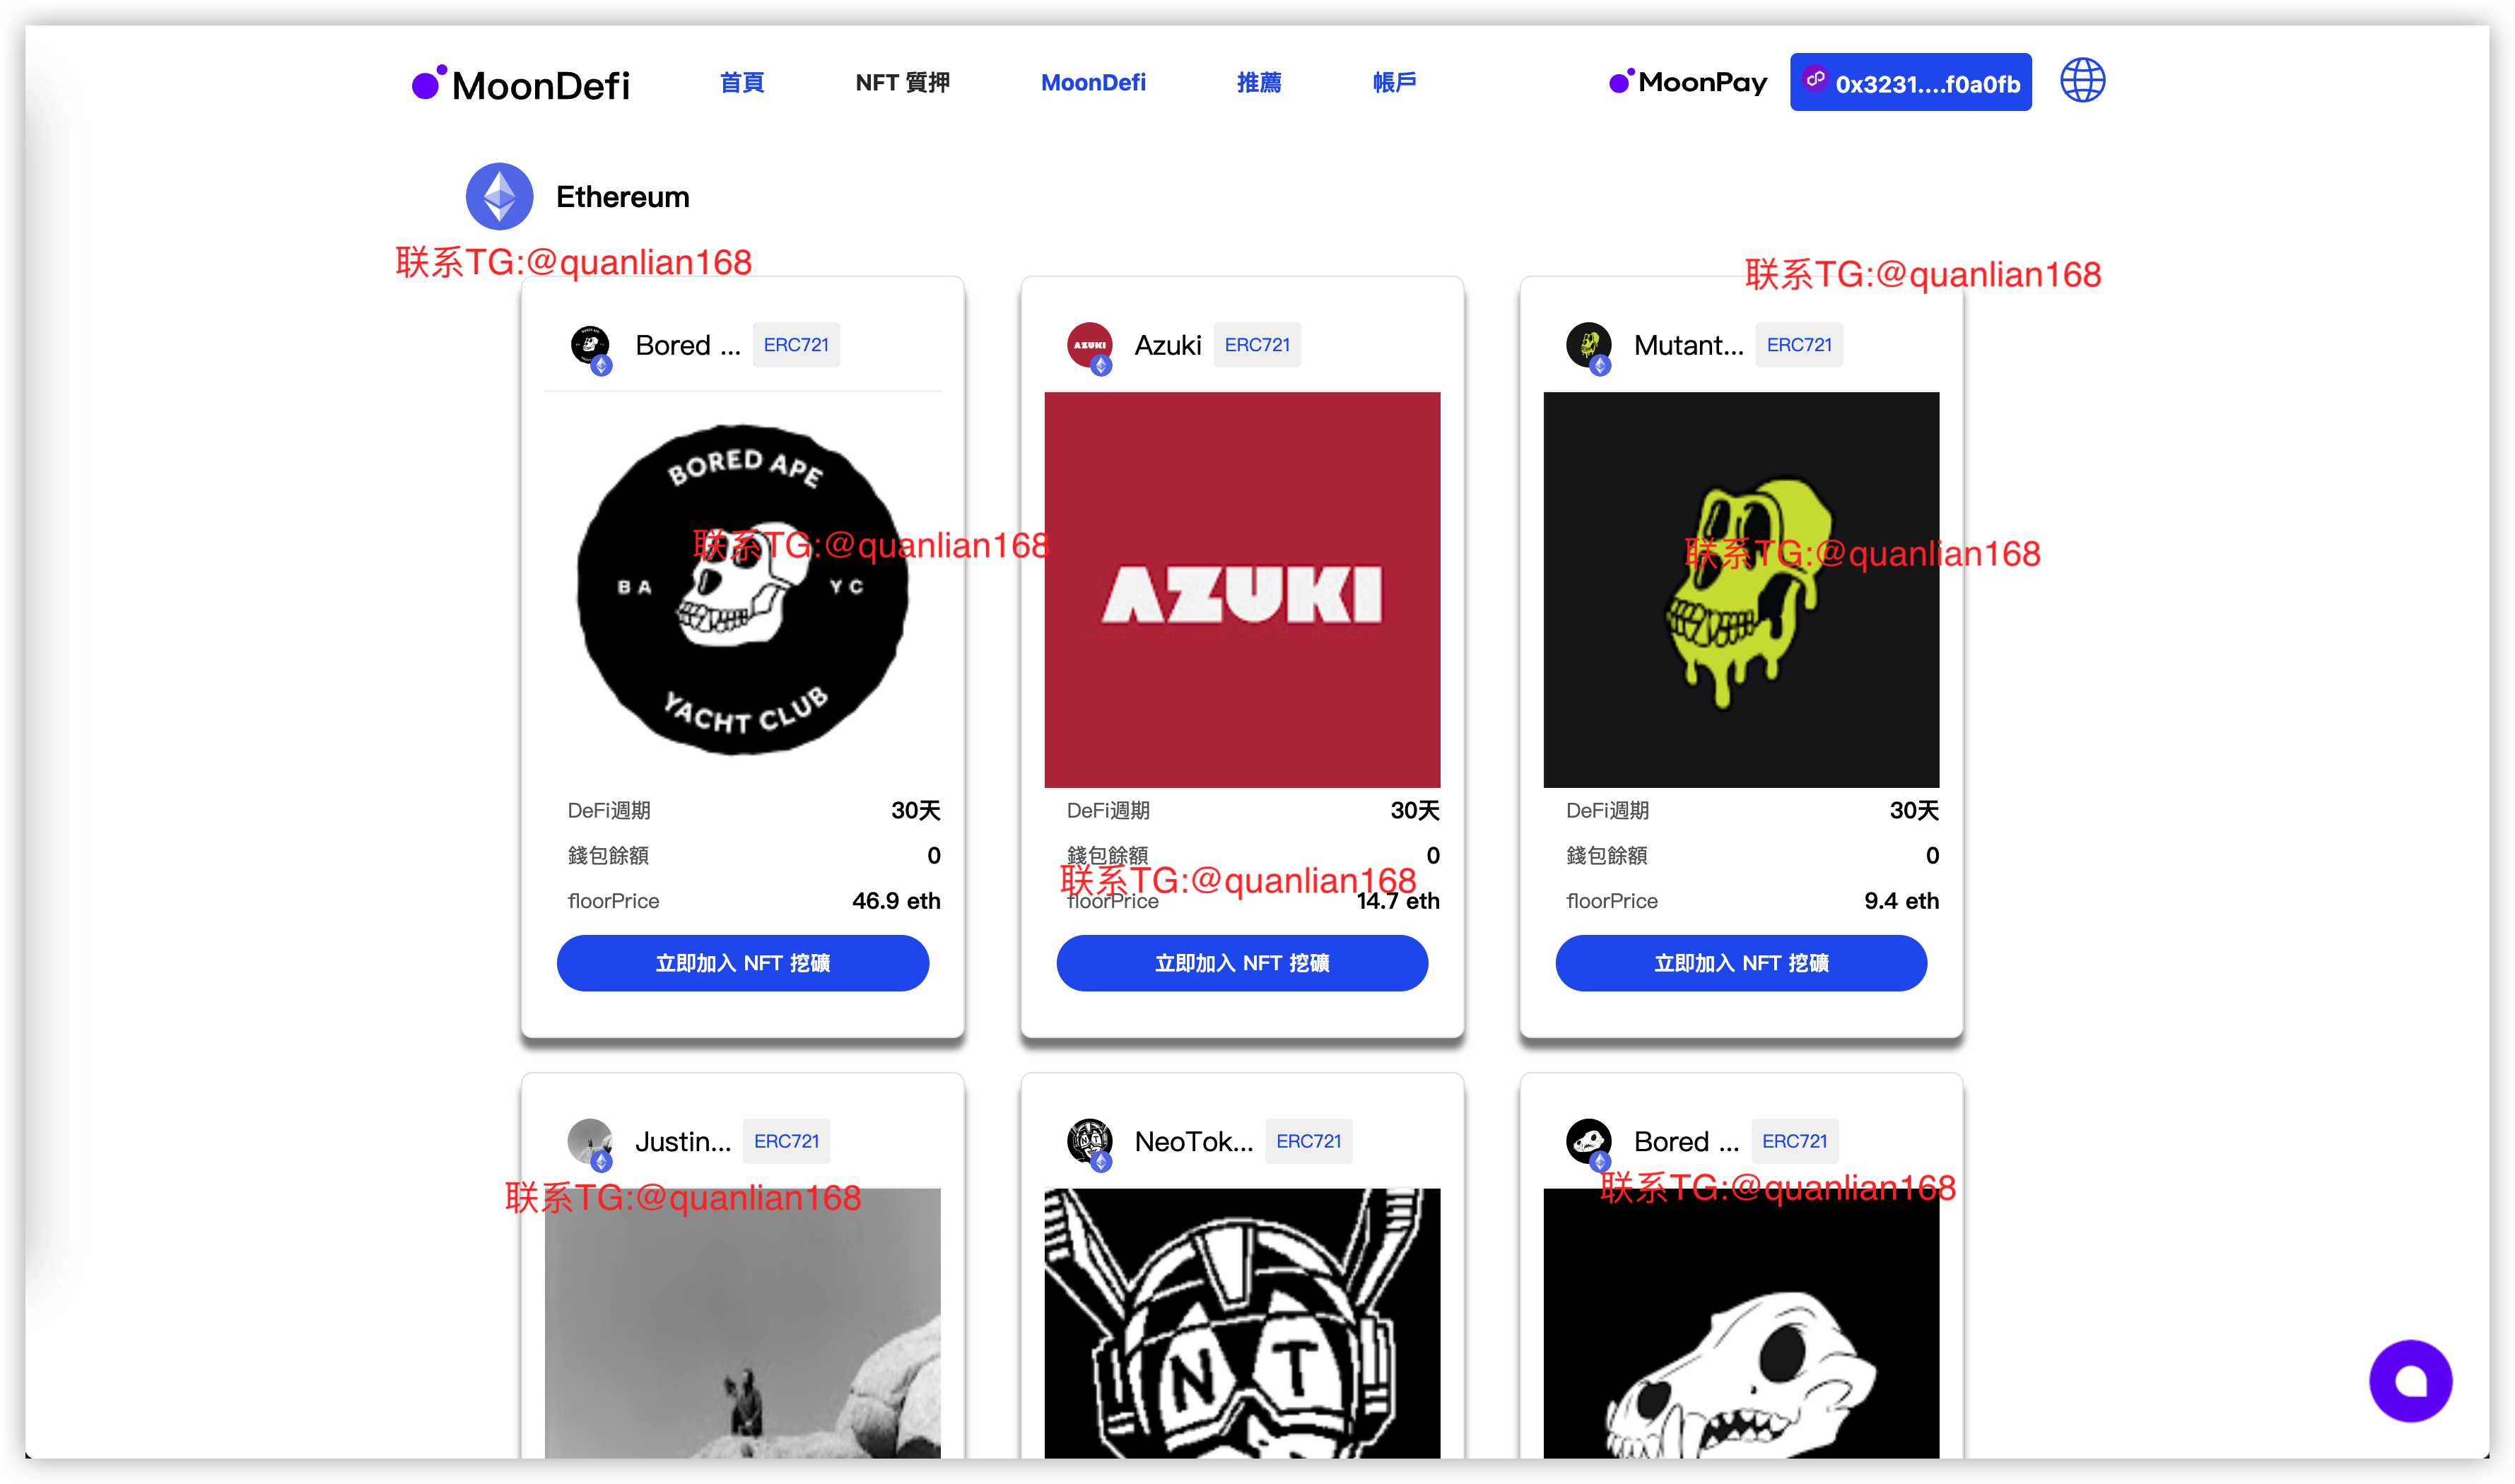 MoonDefi 首頁 NFT 質押 MoonDefi 推薦 帳戶 MoonPay 0x3231....f0a0fb
Ethereum
联系TG:@quanlian168
联系TG:@quanlian168
Bored ... ERC721
Azuki ERC721
Mutant... ERC721
BORED APE
BA YC
YACHT CLUB
联系TG:@quanlian168
AZUKI
AZUKI
联系TG:@quanlian168
DeFi週期 30天
錢包餘額 0
floorPrice 46.9 eth
立即加入 NFT 挖礦
DeFi週期 30天
錢包餘額 0
联系TG:@quanlian168
floorPrice 14.7 eth
立即加入 NFT 挖礦
DeFi週期 30天
錢包餘額 0
floorPrice 9.4 eth
立即加入 NFT 挖礦
Justin... ERC721
NeoTok... ERC721
Bored ... ERC721
联系TG:@quanlian168
联系TG:@quanlian168
N T